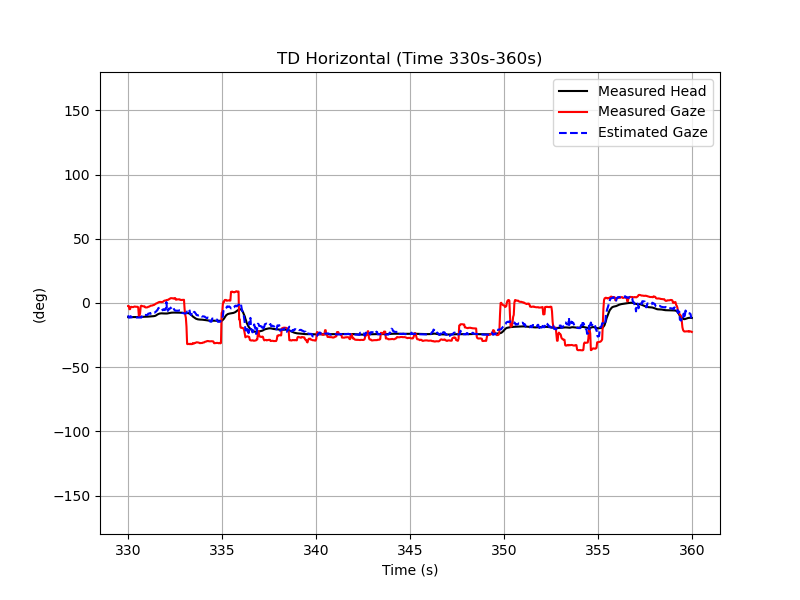 TD Horizontal (Time 330s-360s)
Measured Head
Measured Gaze
Estimated Gaze
150
100
50
0
−50
−100
−150
(deg)
330
335
340
345
350
355
360
Time (s)